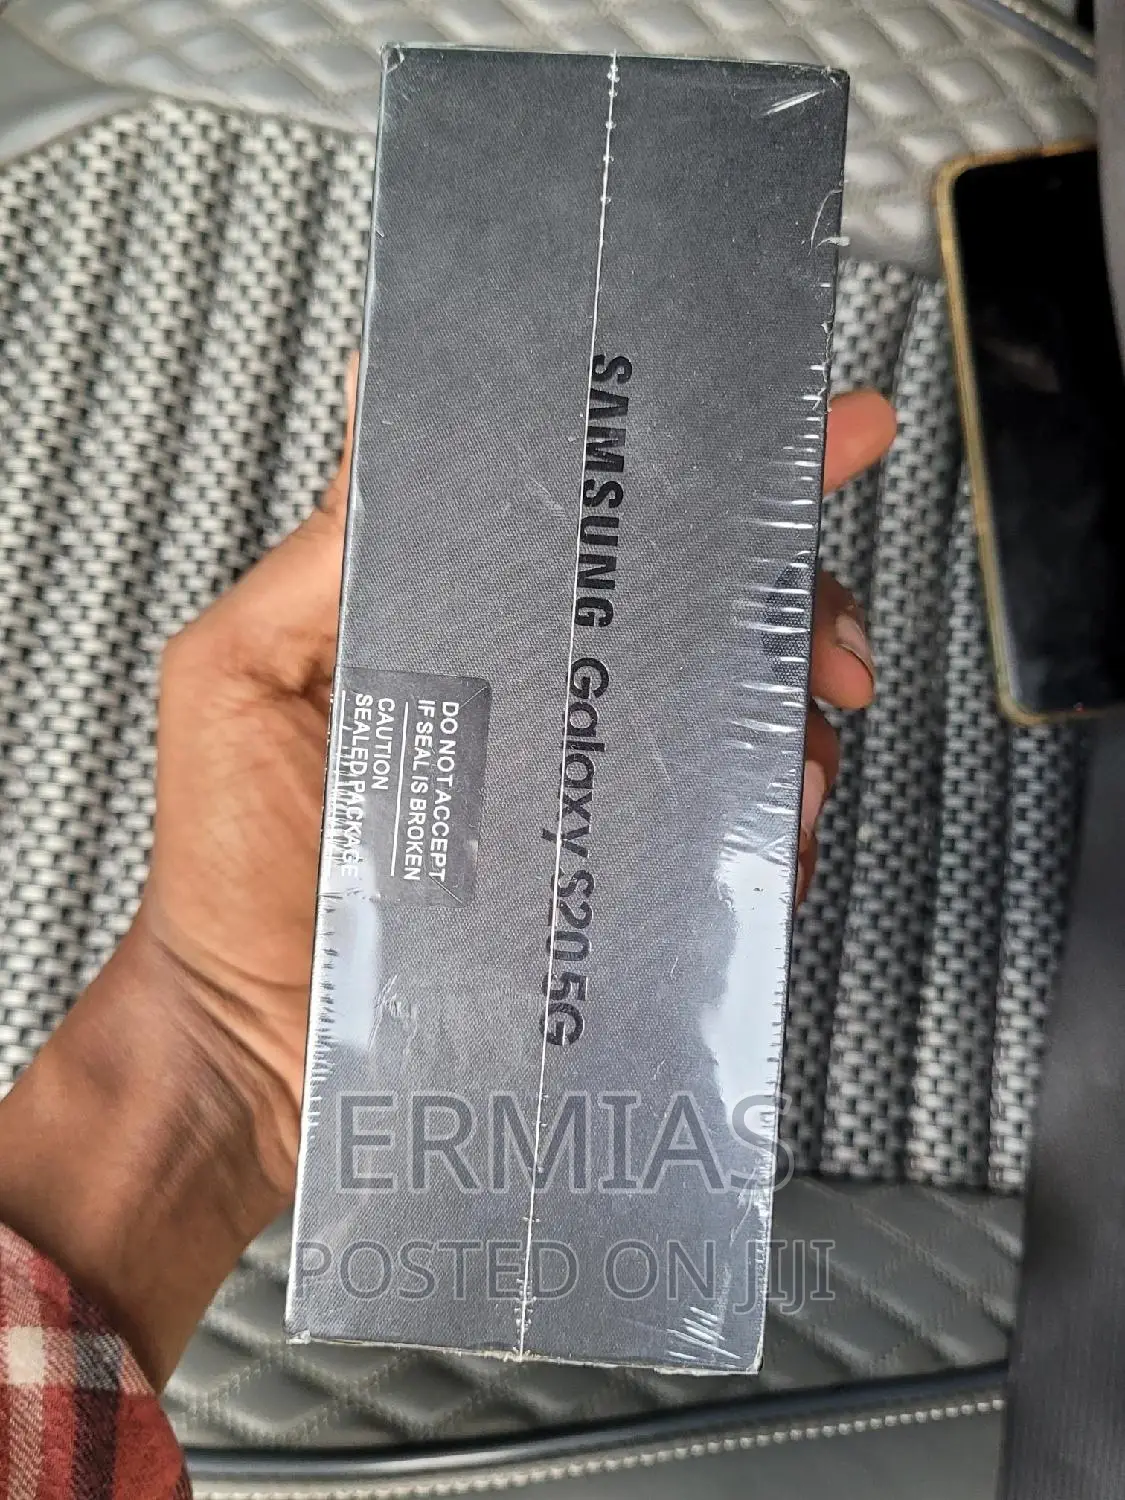 SAMSUNG Galaxy S20 5G
DO NOT ACCEPT
IF SEAL IS BROKEN
CAUTION
SEALED PACKAGE
ERMIAS
POSTED ON JIJI